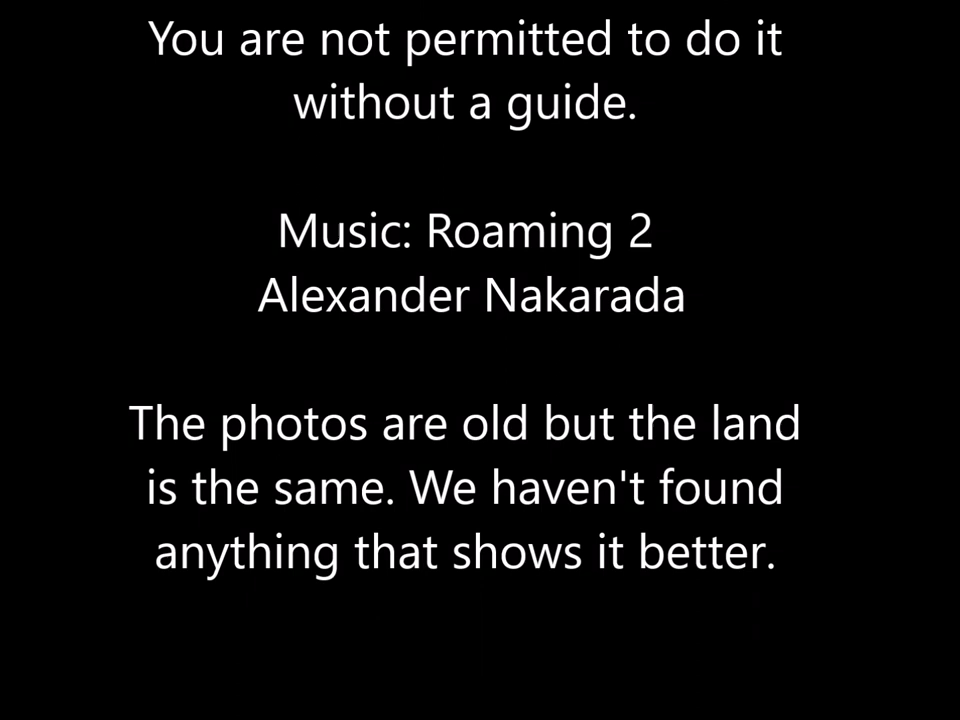 You are not permitted to do it
without a guide.
Music: Roaming 2
Alexander Nakarada
The photos are old but the land
is the same. We haven't found
anything that shows it better.